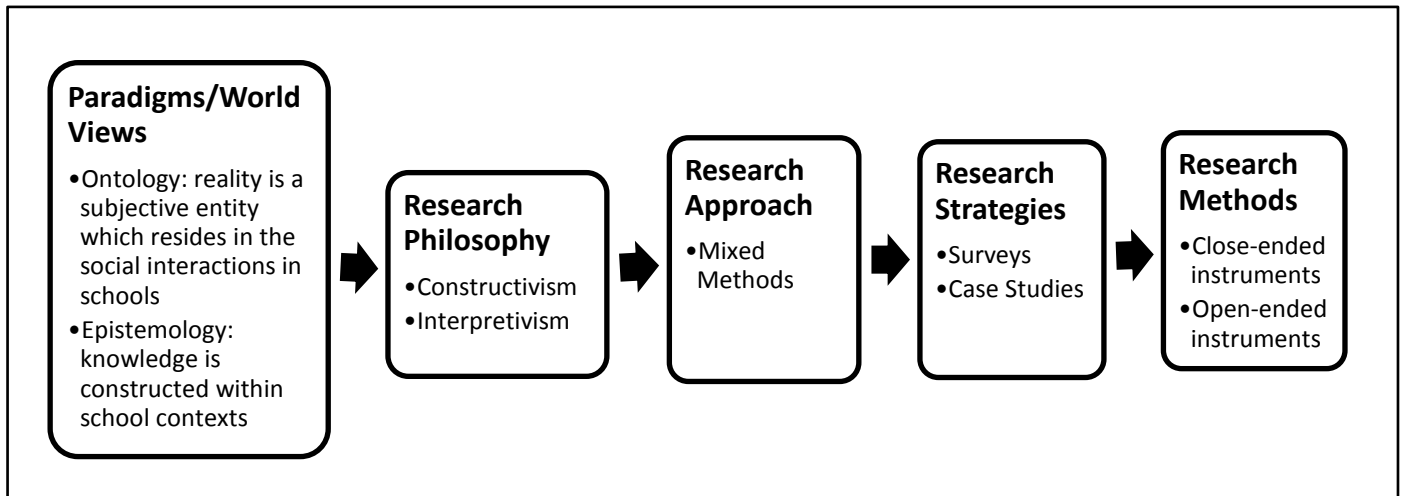 Paradigms/World
Views
•Ontology: reality is a
subjective entity
which resides in the
social interactions in
schools
•Epistemology:
knowledge is
constructed within
school contexts
Research
Philosophy
•Constructivism
•Interpretivism
Research
Approach
•Mixed
Methods
Research
Strategies
•Surveys
•Case Studies
Research
Methods
•Close-ended
instruments
•Open-ended
instruments